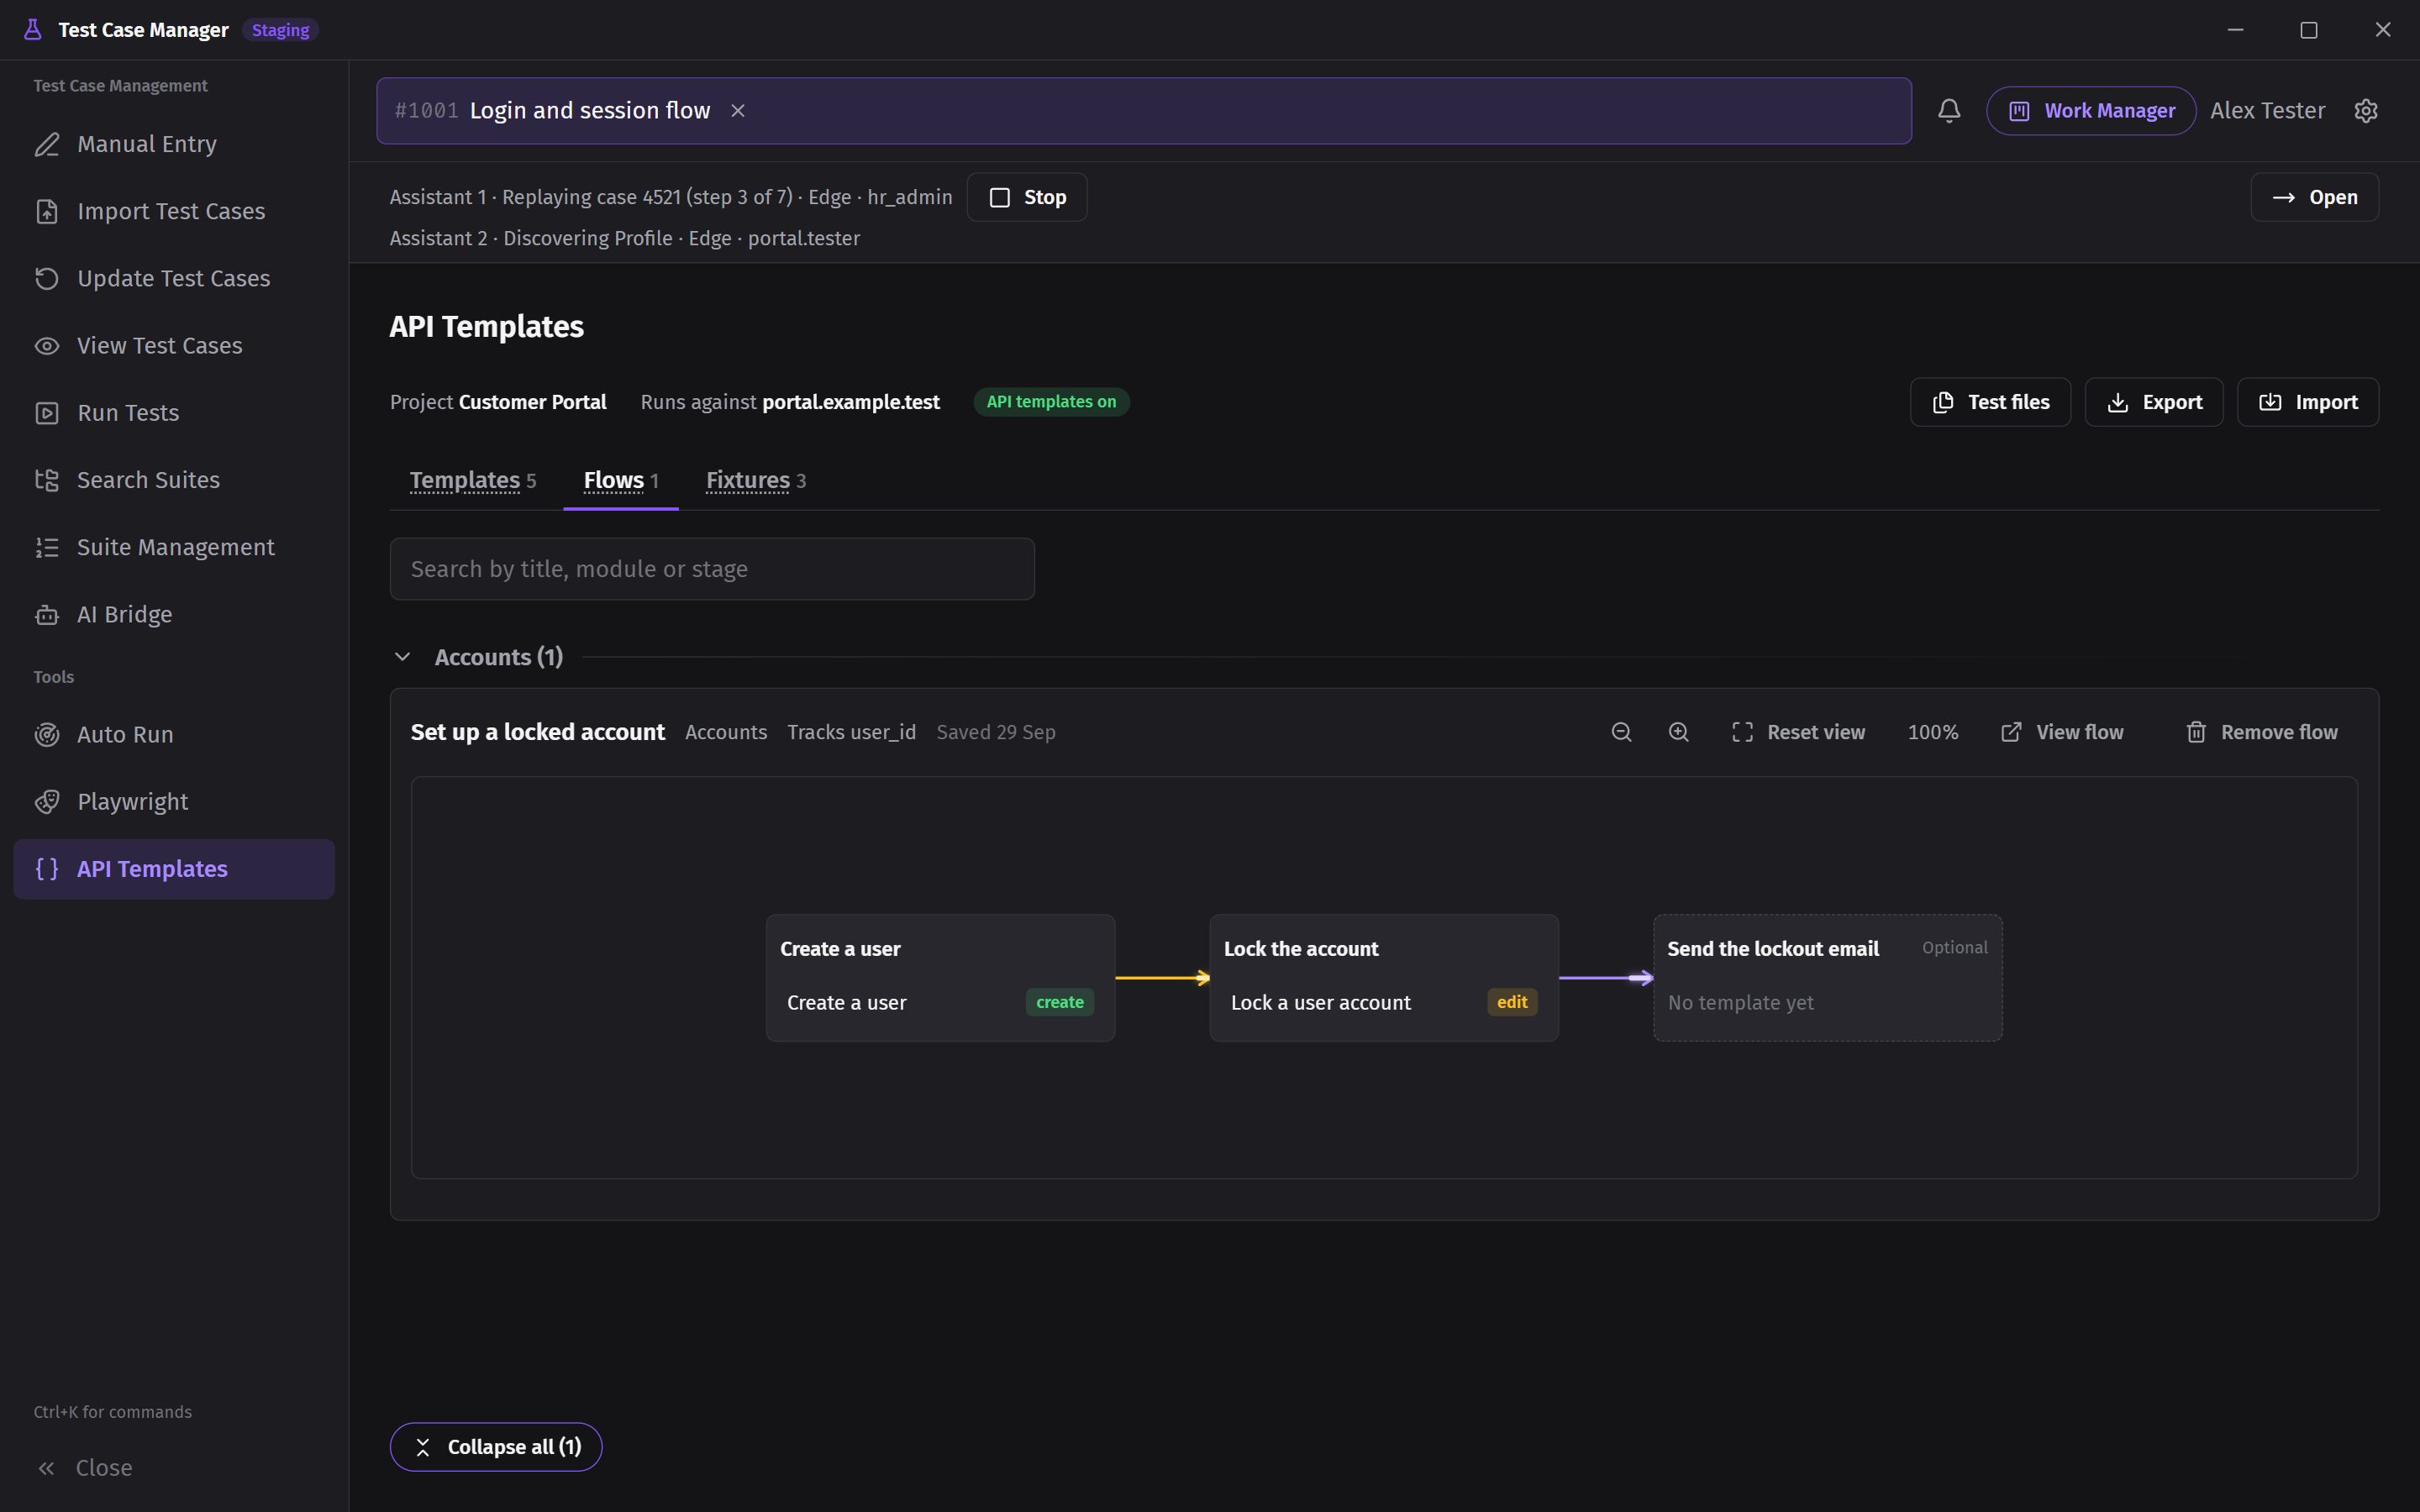 Test Case Manager Staging
Test Case Management
Manual Entry
Import Test Cases
Update Test Cases
View Test Cases
Run Tests
Search Suites
Suite Management
AI Bridge
Tools
Auto Run
Playwright
API Templates
Ctrl+K for commands
Close
#1001 Login and session flow
Work Manager Alex Tester
Assistant 1 · Replaying case 4521 (step 3 of 7) · Edge · hr_admin Stop Open
Assistant 2 · Discovering Profile · Edge · portal.tester
API Templates
Project Customer Portal Runs against portal.example.test API templates on Test files Export Import
Templates 5 Flows 1 Fixtures 3
Search by title, module or stage
Accounts (1)
Set up a locked account Accounts Tracks user_id Saved 29 Sep Reset view 100% View flow Remove flow
Create a user
Create a user create
Lock the account
Lock a user account edit
Send the lockout email Optional
No template yet
Collapse all (1)